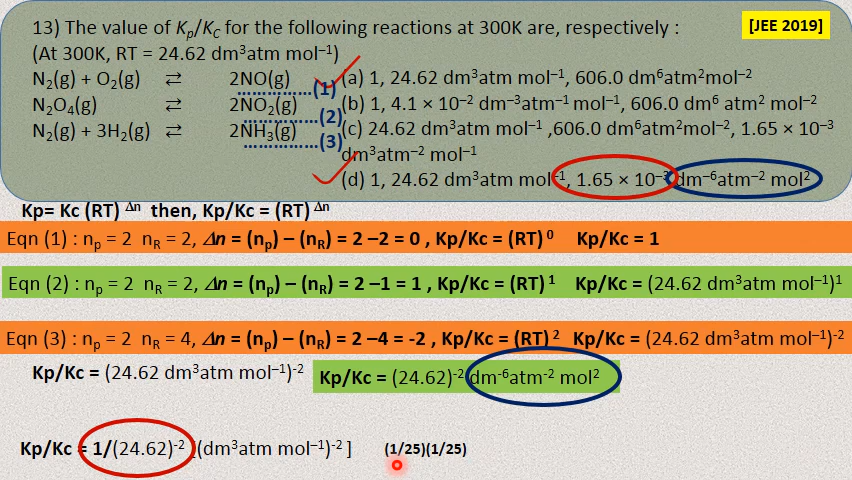 13) The value of Kp/KC for the following reactions at 300K are, respectively :
[JEE 2019]
(At 300K, RT = 24.62 dm³atm mol⁻¹)
N₂(g) + O₂(g) ⇄ 2NO(g) ...............(1)
N₂O₄(g) ⇄ 2NO₂(g) ...............(2)
N₂(g) + 3H₂(g) ⇄ 2NH₃(g) ...............(3)
(a) 1, 24.62 dm³atm mol⁻¹, 606.0 dm⁶atm²mol⁻²
(b) 1, 4.1 × 10⁻² dm⁻³atm⁻¹ mol⁻¹, 606.0 dm⁶ atm² mol⁻²
(c) 24.62 dm³atm mol⁻¹ ,606.0 dm⁶atm²mol⁻², 1.65 × 10⁻³
dm³atm⁻² mol⁻¹
(d) 1, 24.62 dm³atm mol⁻¹, 1.65 × 10⁻³ dm⁻⁶atm⁻² mol²
Kp= Kc (RT) ᐃⁿ then, Kp/Kc = (RT) ᐃⁿ
Eqn (1) : np = 2 nR = 2, Δn = (np) – (nR) = 2 –2 = 0 , Kp/Kc = (RT) ⁰ Kp/Kc = 1
Eqn (2) : np = 2 nR = 2, Δn = (np) – (nR) = 2 –1 = 1 , Kp/Kc = (RT) ¹ Kp/Kc = (24.62 dm³atm mol⁻¹)¹
Eqn (3) : np = 2 nR = 4, Δn = (np) – (nR) = 2 –4 = -2 , Kp/Kc = (RT) ² Kp/Kc = (24.62 dm³atm mol⁻¹)⁻²
Kp/Kc = (24.62 dm³atm mol⁻¹)⁻²
Kp/Kc = (24.62)⁻² dm⁻⁶atm⁻² mol²
Kp/Kc = 1/(24.62)⁻² [(dm³atm mol⁻¹)⁻² ]
(1/25)(1/25)